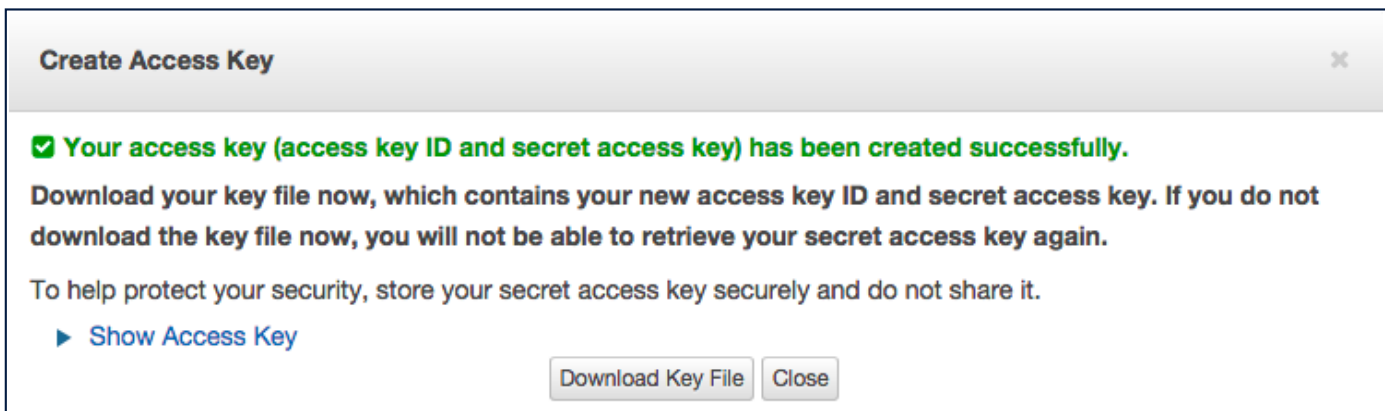 Create Access Key
Your access key (access key ID and secret access key) has been created successfully.
Download your key file now, which contains your new access key ID and secret access key. If you do not
download the key file now, you will not be able to retrieve your secret access key again.
To help protect your security, store your secret access key securely and do not share it.
Show Access Key
Download Key File Close